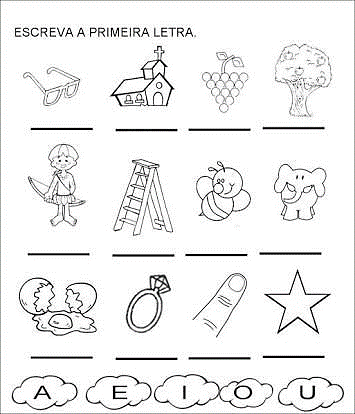 ESCREVA A PRIMEIRA LETRA.
A E I O U